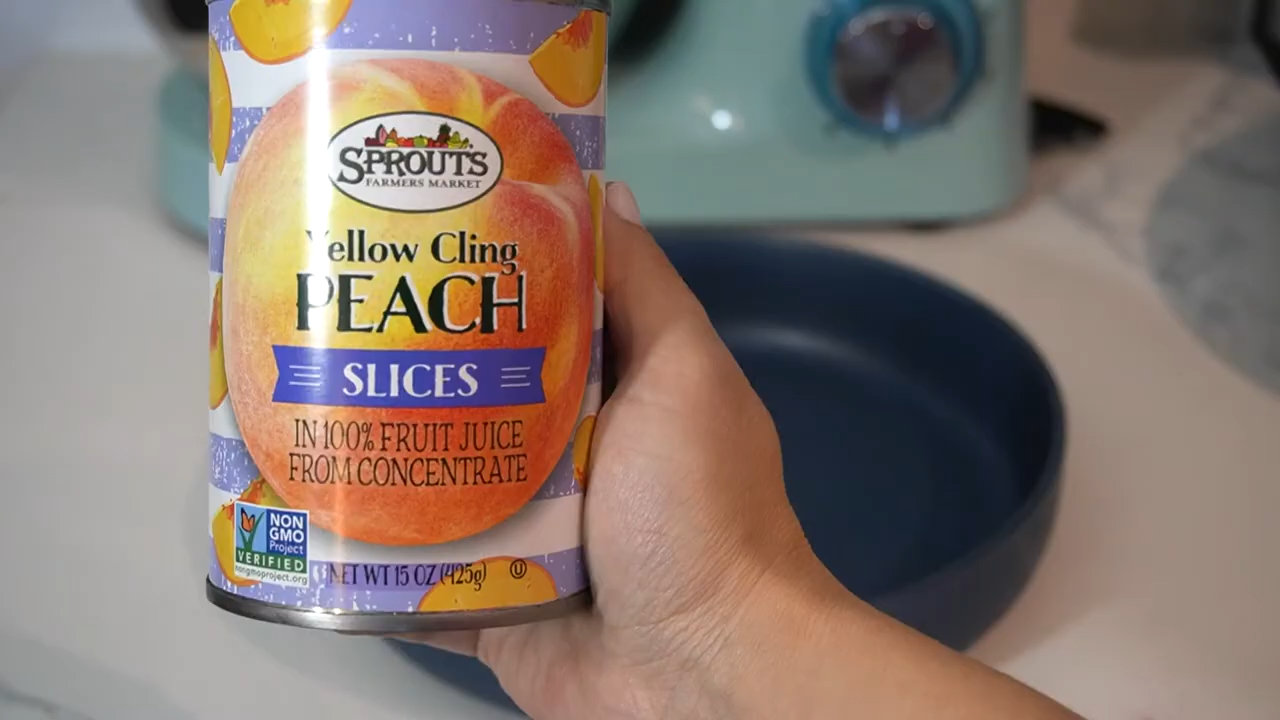 SPROUTS
FARMERS MARKET
Yellow Cling
PEACH
SLICES
IN 100% FRUIT JUICE
FROM CONCENTRATE
NON
GMO
Project
VERIFIED
nongmoproject.org
NET WT 15 OZ (425g)
U